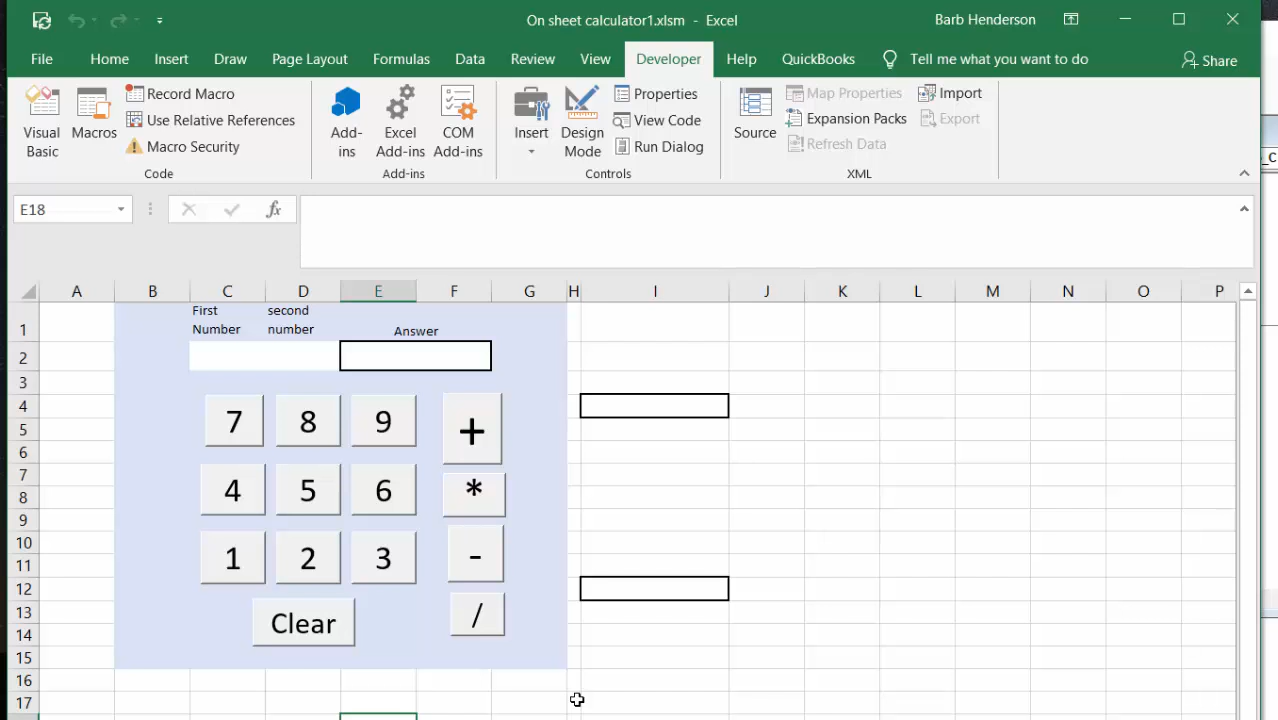 On sheet calculator1.xlsm - Excel
Barb Henderson
File Home Insert Draw Page Layout Formulas Data Review View Developer Help QuickBooks Tell me what you want to do Share
Visual Basic
Macros
Record Macro
Use Relative References
Macro Security
Code
Add-ins
Excel Add-ins
COM Add-ins
Add-ins
Insert
Design Mode
Properties
View Code
Run Dialog
Controls
Source
Map Properties
Expansion Packs
Refresh Data
Import
Export
XML
_C
E18
fx
A B C D E F G H I J K L M N O P
First Number
second number
Answer
1
2
3
4
5
6
7
8
9
10
11
12
13
14
15
16
17
7 8 9 +
4 5 6 *
1 2 3 -
Clear /